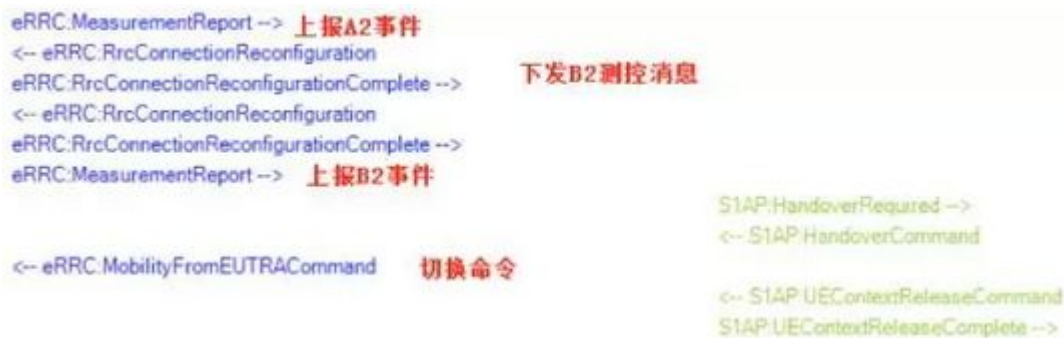 eRRC:MeasurementReport --> 上报A2事件
<-- eRRC:RrcConnectionReconfiguration
eRRC:RrcConnectionReconfigurationComplete --> 下发B2测控消息
<-- eRRC:RrcConnectionReconfiguration
eRRC:RrcConnectionReconfigurationComplete -->
eRRC:MeasurementReport --> 上报B2事件
S1AP:HandoverRequired -->
<-- S1AP:HandoverCommand
<-- eRRC:MobilityFromEUTRACommand 切换命令
<-- S1AP:UEContextReleaseCommand
S1AP:UEContextReleaseComplete -->